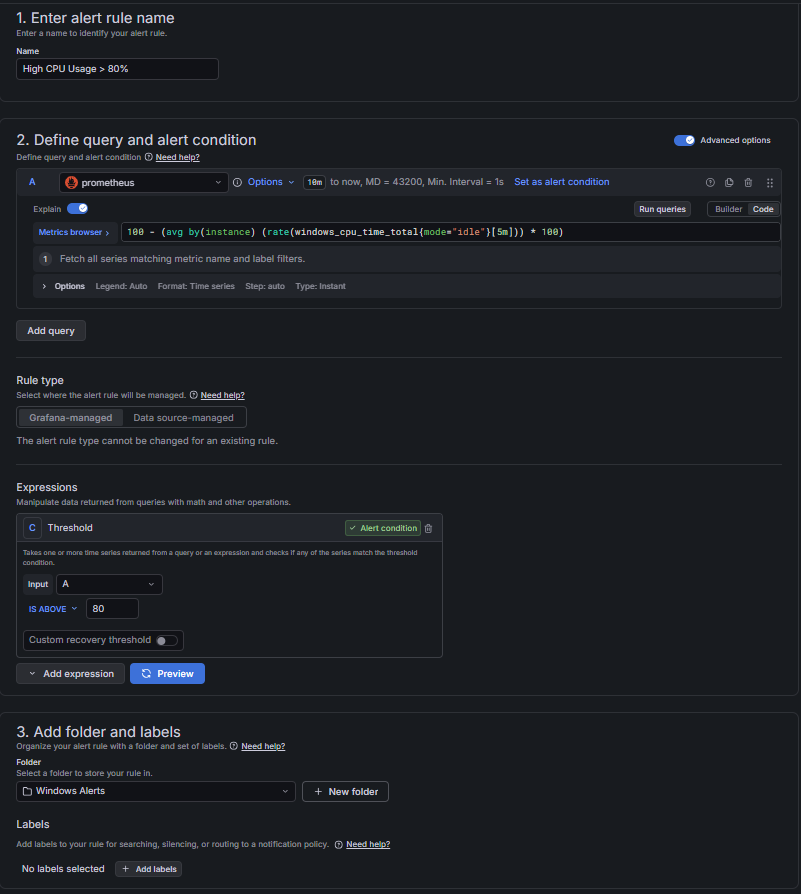 1. Enter alert rule name
Enter a name to identify your alert rule.
Name
High CPU Usage > 80%
2. Define query and alert condition
Advanced options
Define query and alert condition Need help?
A prometheus Options 10m to now, MD = 43200, Min. Interval = 1s Set as alert condition
Explain Run queries Builder Code
Metrics browser > 100 - (avg by(instance) (rate(windows_cpu_time_total{mode="idle"}[5m])) * 100)
1 Fetch all series matching metric name and label filters.
> Options Legend: Auto Format: Time series Step: auto Type: Instant
Add query
Rule type
Select where the alert rule will be managed. Need help?
Grafana-managed Data source-managed
The alert rule type cannot be changed for an existing rule.
Expressions
Manipulate data returned from queries with math and other operations.
C Threshold Alert condition
Takes one or more time series returned from a query or an expression and checks if any of the series match the threshold
condition.
Input A
IS ABOVE 80
Custom recovery threshold
Add expression Preview
3. Add folder and labels
Organize your alert rule with a folder and set of labels. Need help?
Folder
Select a folder to store your rule in.
Windows Alerts + New folder
Labels
Add labels to your rule for searching, silencing, or routing to a notification policy. Need help?
No labels selected + Add labels